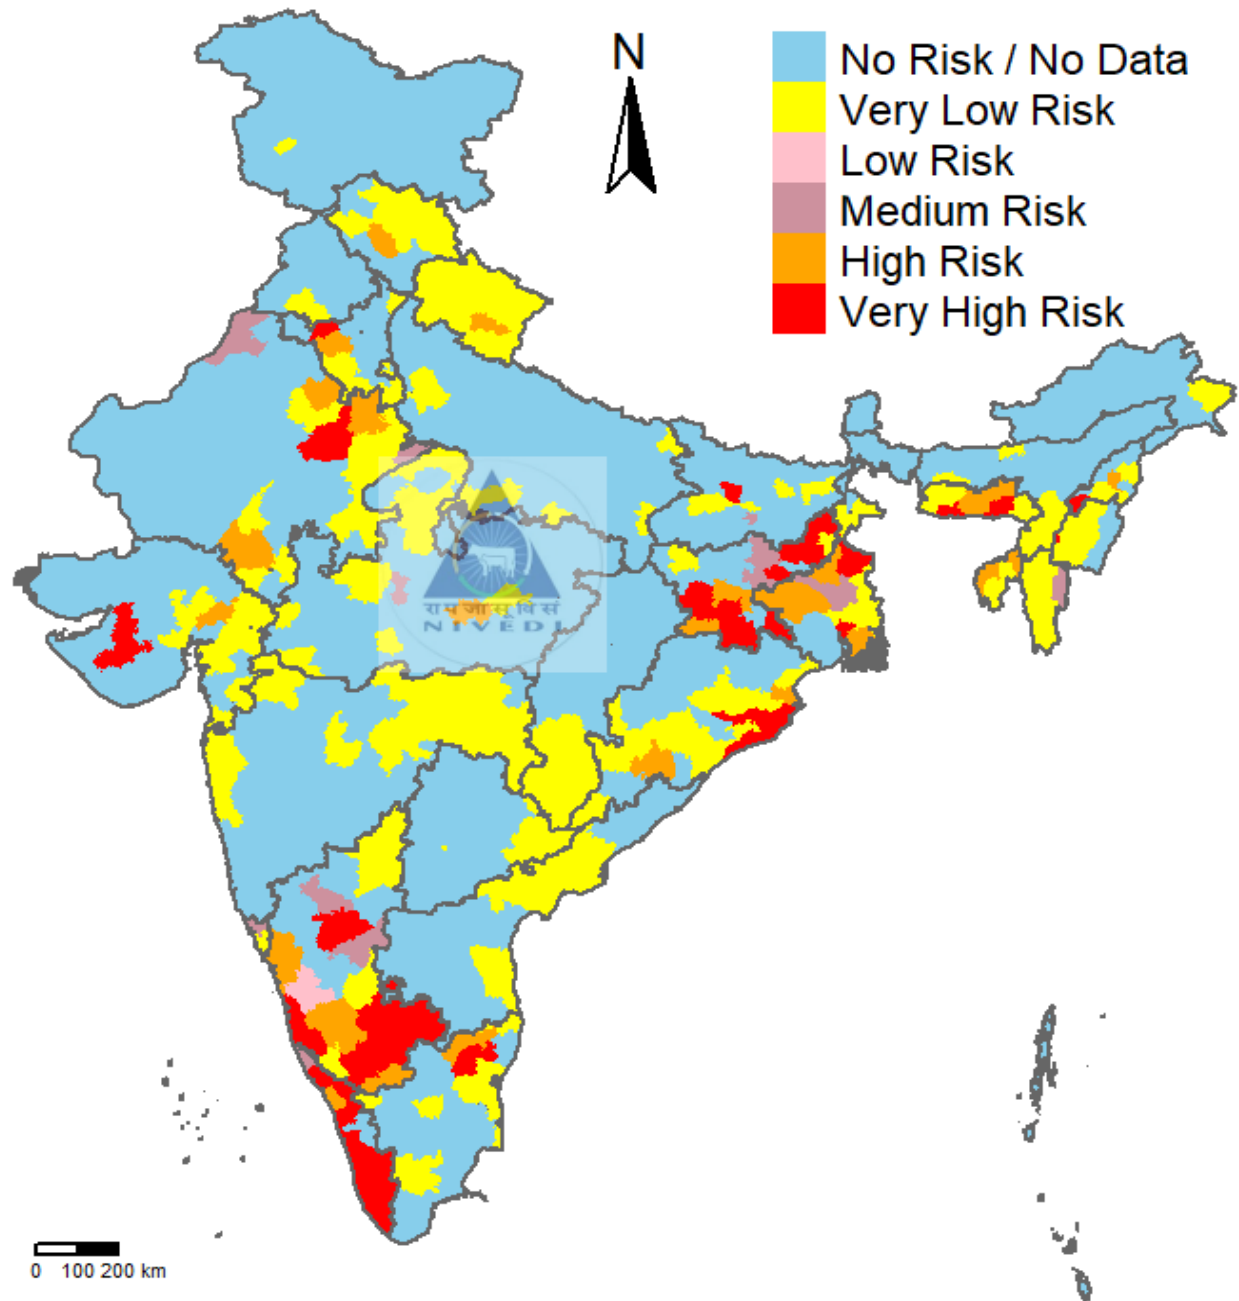 N
No Risk / No Data
Very Low Risk
Low Risk
Medium Risk
High Risk
Very High Risk
NIVEDI
0 100 200 km